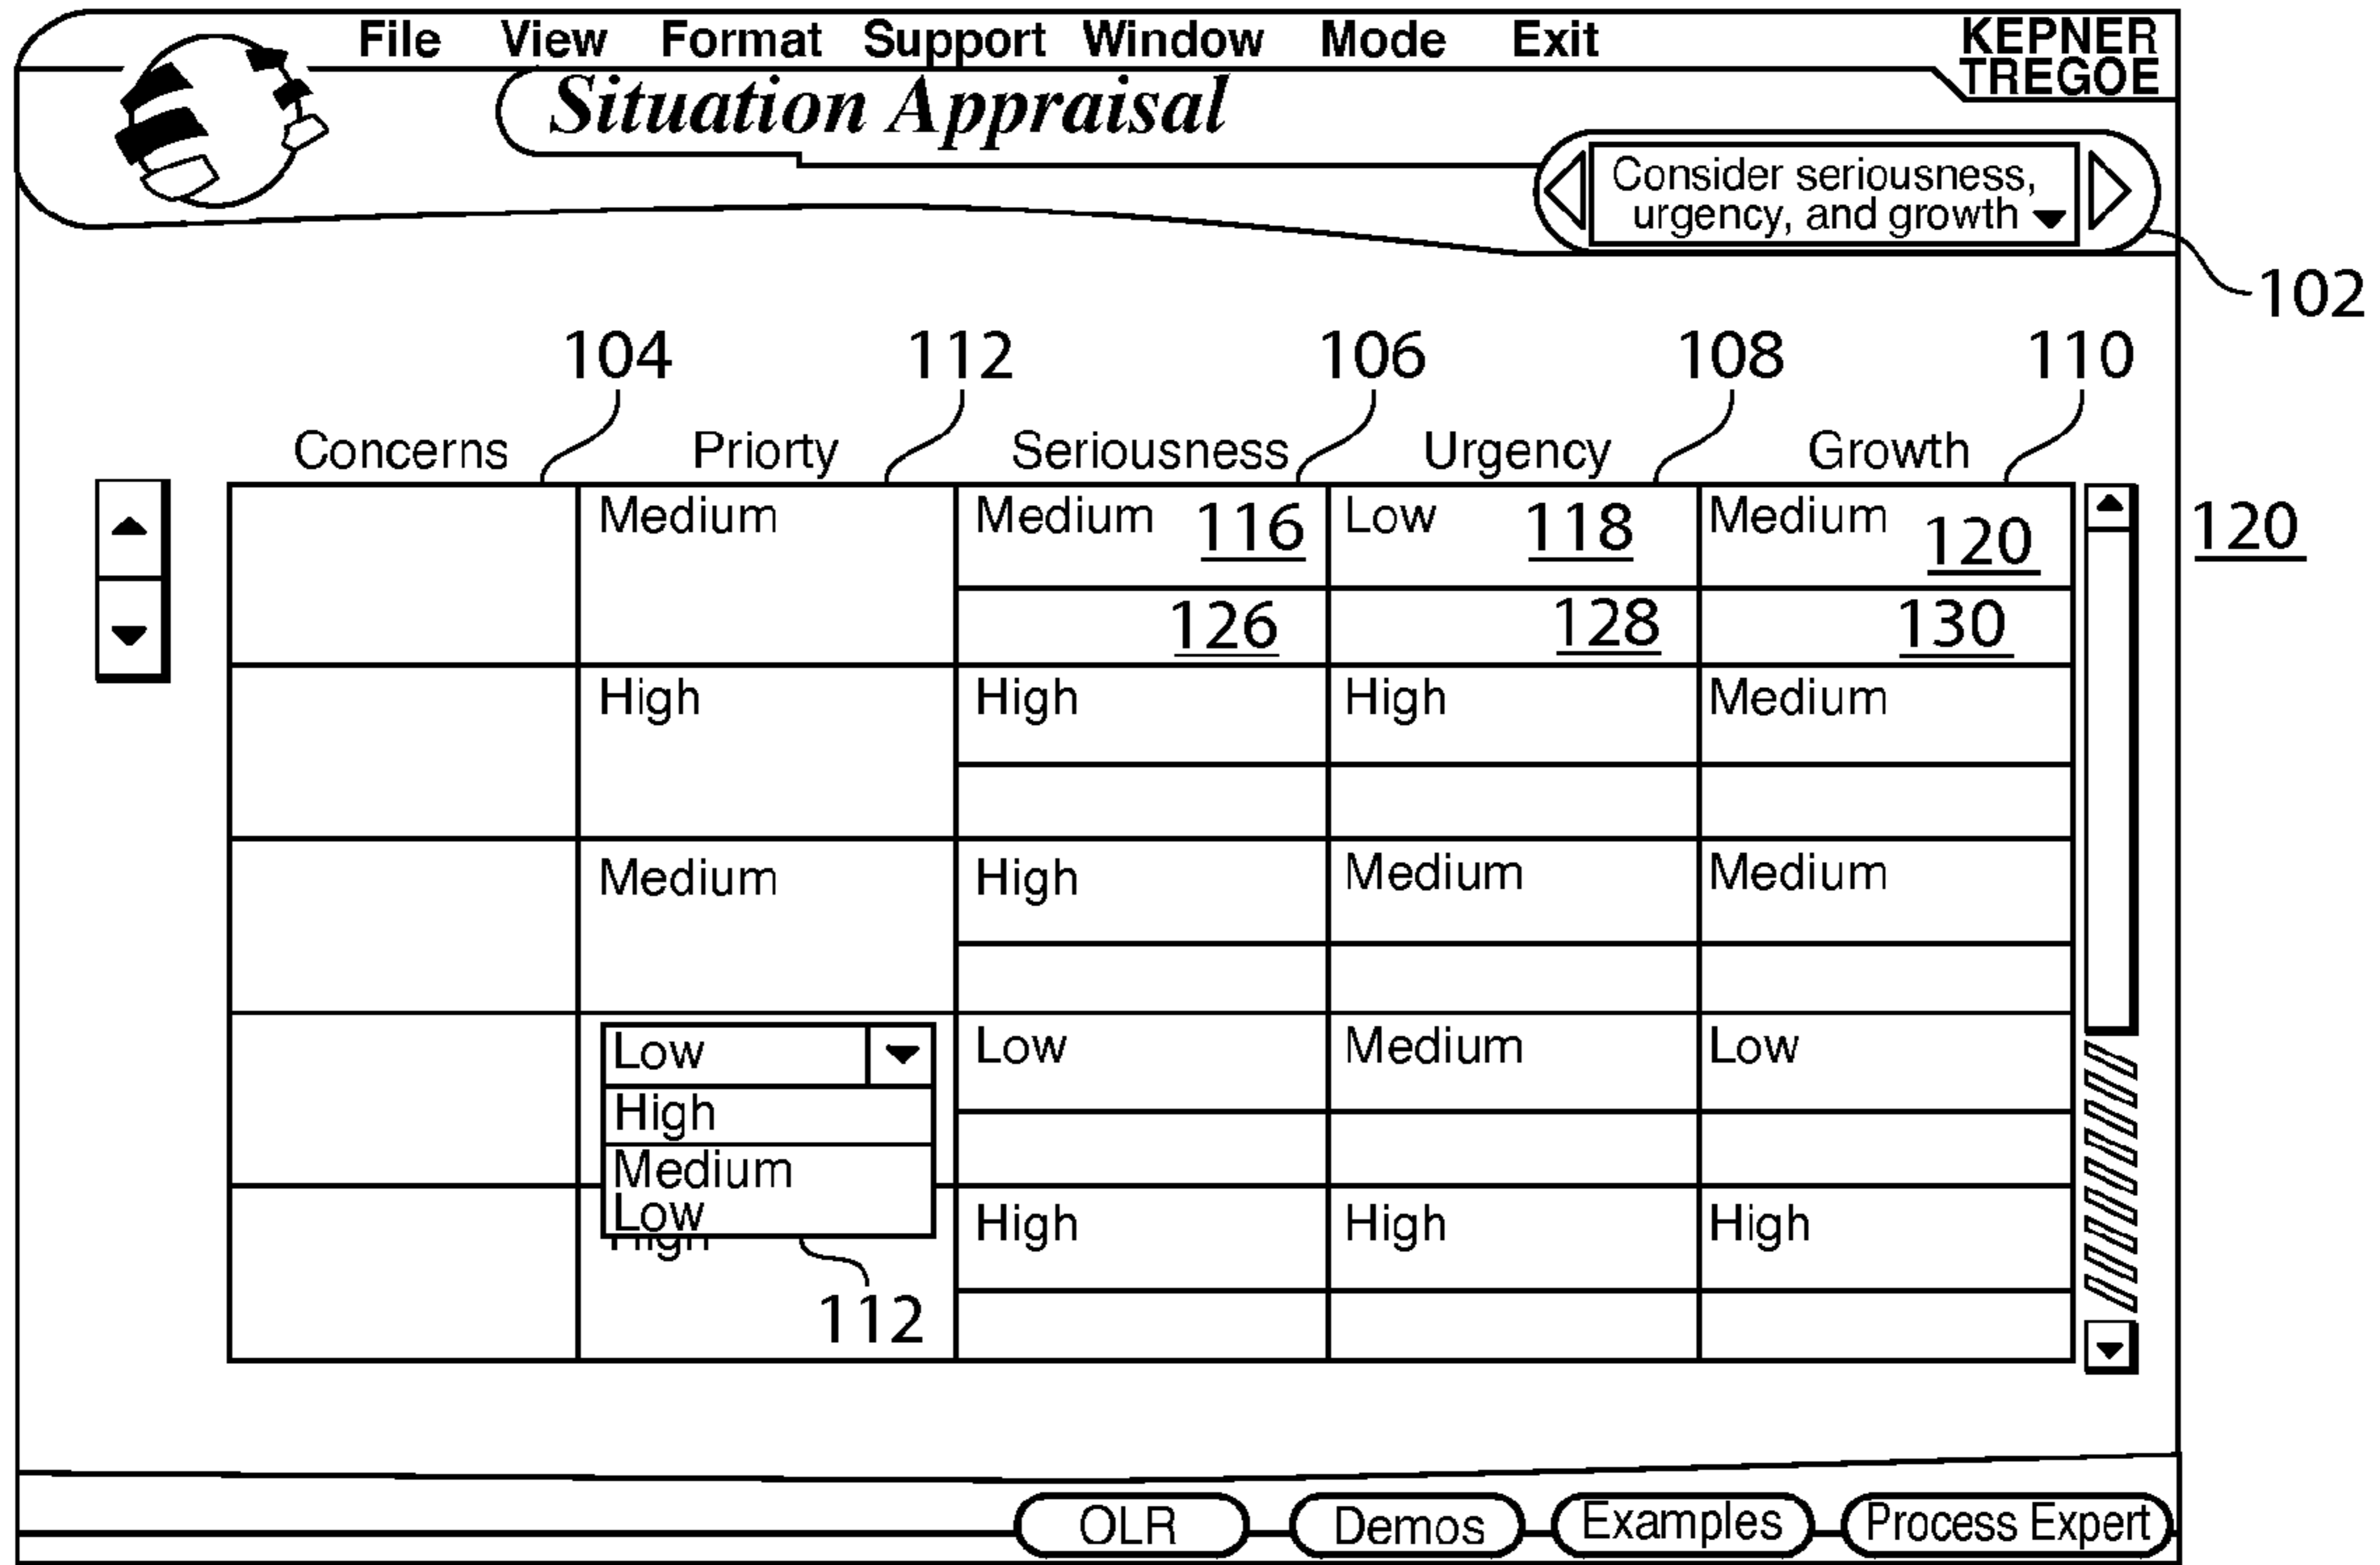 File View Format Support Window Mode Exit
KEPNER
TREGOE
Situation Appraisal
Consider seriousness,
urgency, and growth
102
104 112 106 108 110
Concerns Priorty Seriousness Urgency Growth
Medium Medium 116 Low 118 Medium 120
120
126 128 130
High High High Medium
Medium High Medium Medium
Low Low Medium Low
High
Medium
Low
High High High High
112
OLR Demos Examples Process Expert